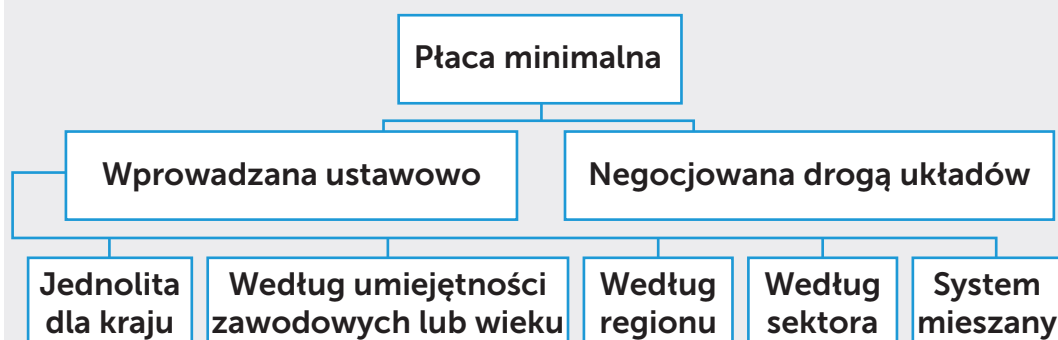 Płaca minimalna
Wprowadzana ustawowo
Negocjowana drogą układów
Jednolita
dla kraju
Według umiejętności
zawodowych lub wieku
Według
regionu
Według
sektora
System
mieszany